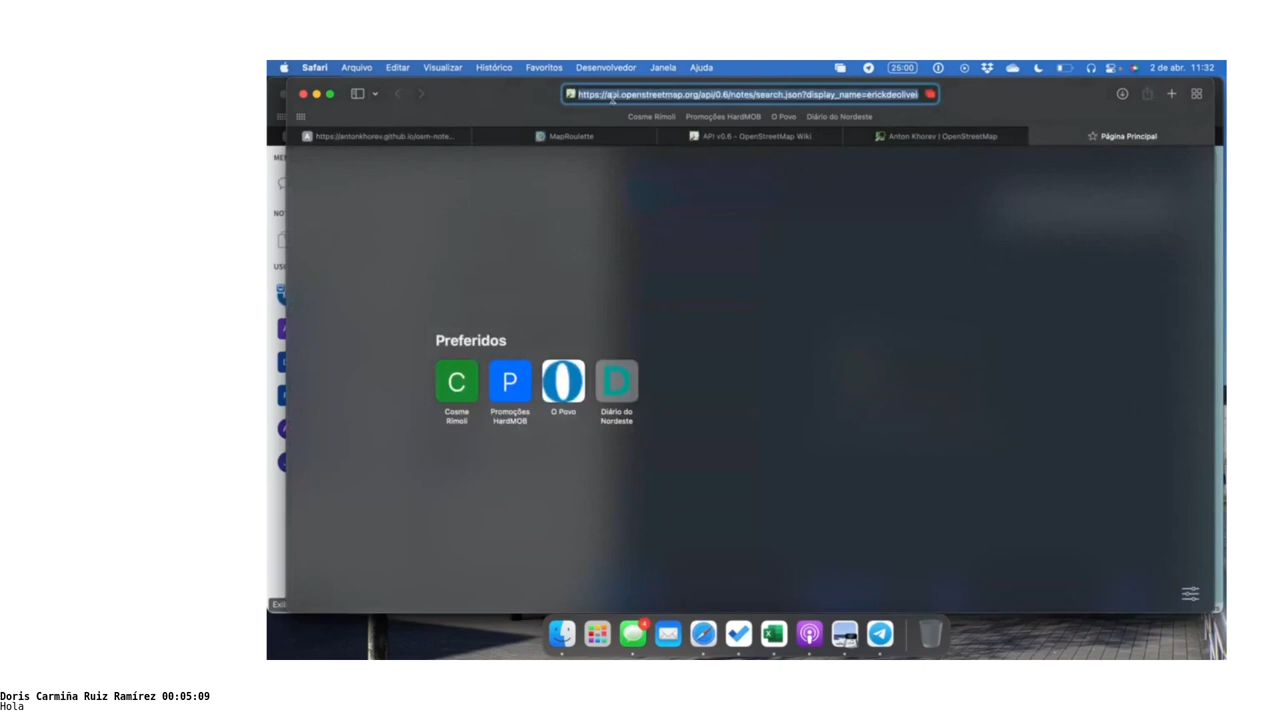 Safari Arquivo Editar Visualizar Histórico Favoritos Desenvolvedor Janela Ajuda 25:00 2 de abr. 11:32
https://api.openstreetmap.org/api/0.6/notes/search.json?display_name=erickdeolivei
Cosme Rímoli Promoções HardMOB O Povo Diário do Nordeste
A https://antonkhorev.github.io/osm-note... MapRoulette API v0.6 - OpenStreetMap Wiki Anton Khorev | OpenStreetMap Página Principal
Preferidos
C P O D
Cosme Rímoli
Promoções HardMOB
O Povo
Diário do Nordeste
4
Doris Carmiña Ruiz Ramírez 00:05:09
Hola